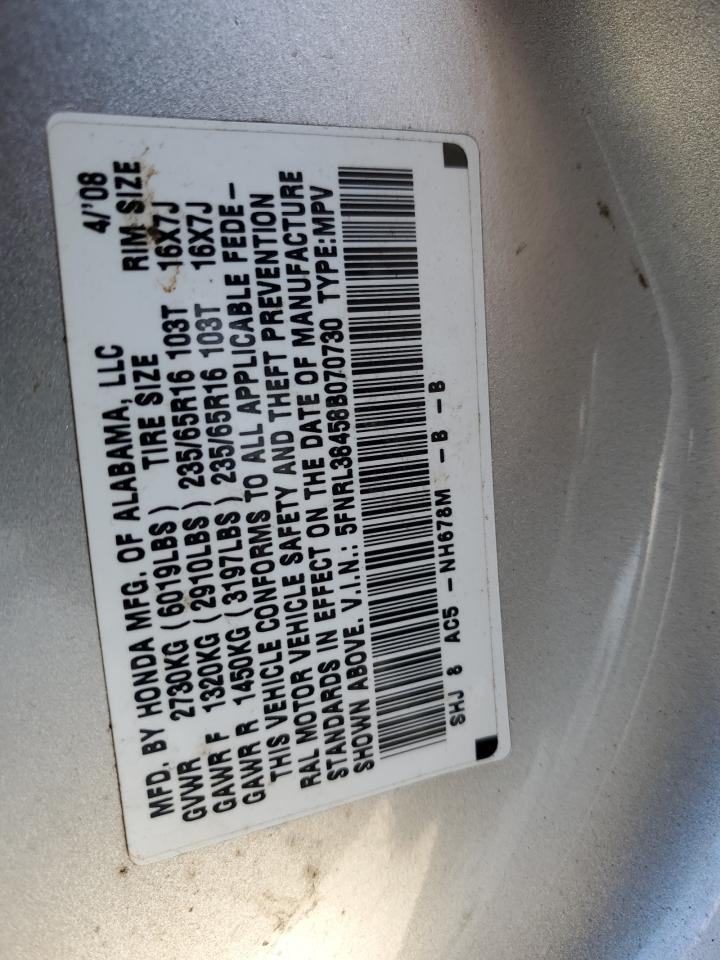 MFD. BY HONDA MFG. OF ALABAMA, LLC 4/'08
GVWR 2730KG (6019LBS) TIRE SIZE RIM SIZE
GAWR F 1320KG (2910LBS) 235/65R16 103T 16X7J
GAWR R 1450KG (3197LBS) 235/65R16 103T 16X7J
THIS VEHICLE CONFORMS TO ALL APPLICABLE FEDE-
RAL MOTOR VEHICLE SAFETY AND THEFT PREVENTION
STANDARDS IN EFFECT ON THE DATE OF MANUFACTURE
SHOWN ABOVE. V.I.N.: 5FNRL38458B070730 TYPE:MPV
SHJ 8 AC5 - NH678M - B - B